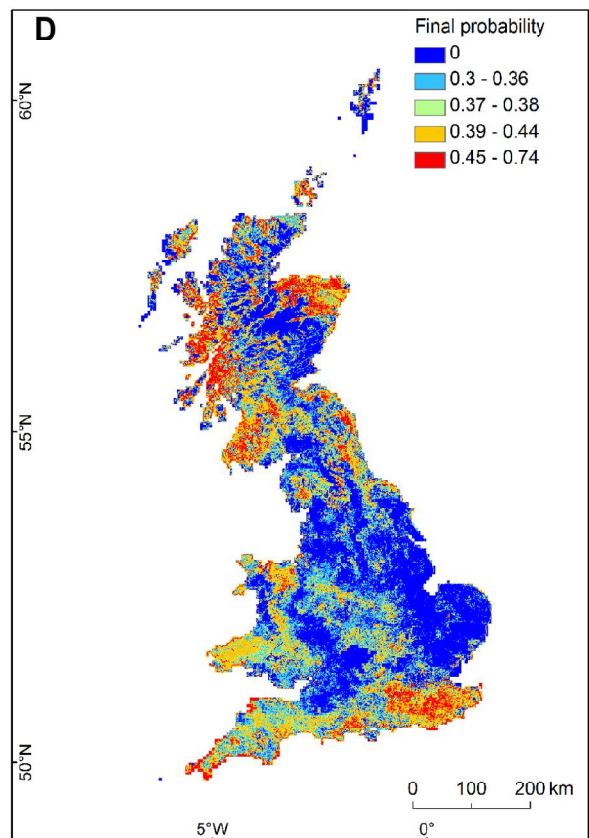 D
Final probability
0
0.3 - 0.36
0.37 - 0.38
0.39 - 0.44
0.45 - 0.74
60°N
55°N
50°N
0 100 200 km
5°W 0°